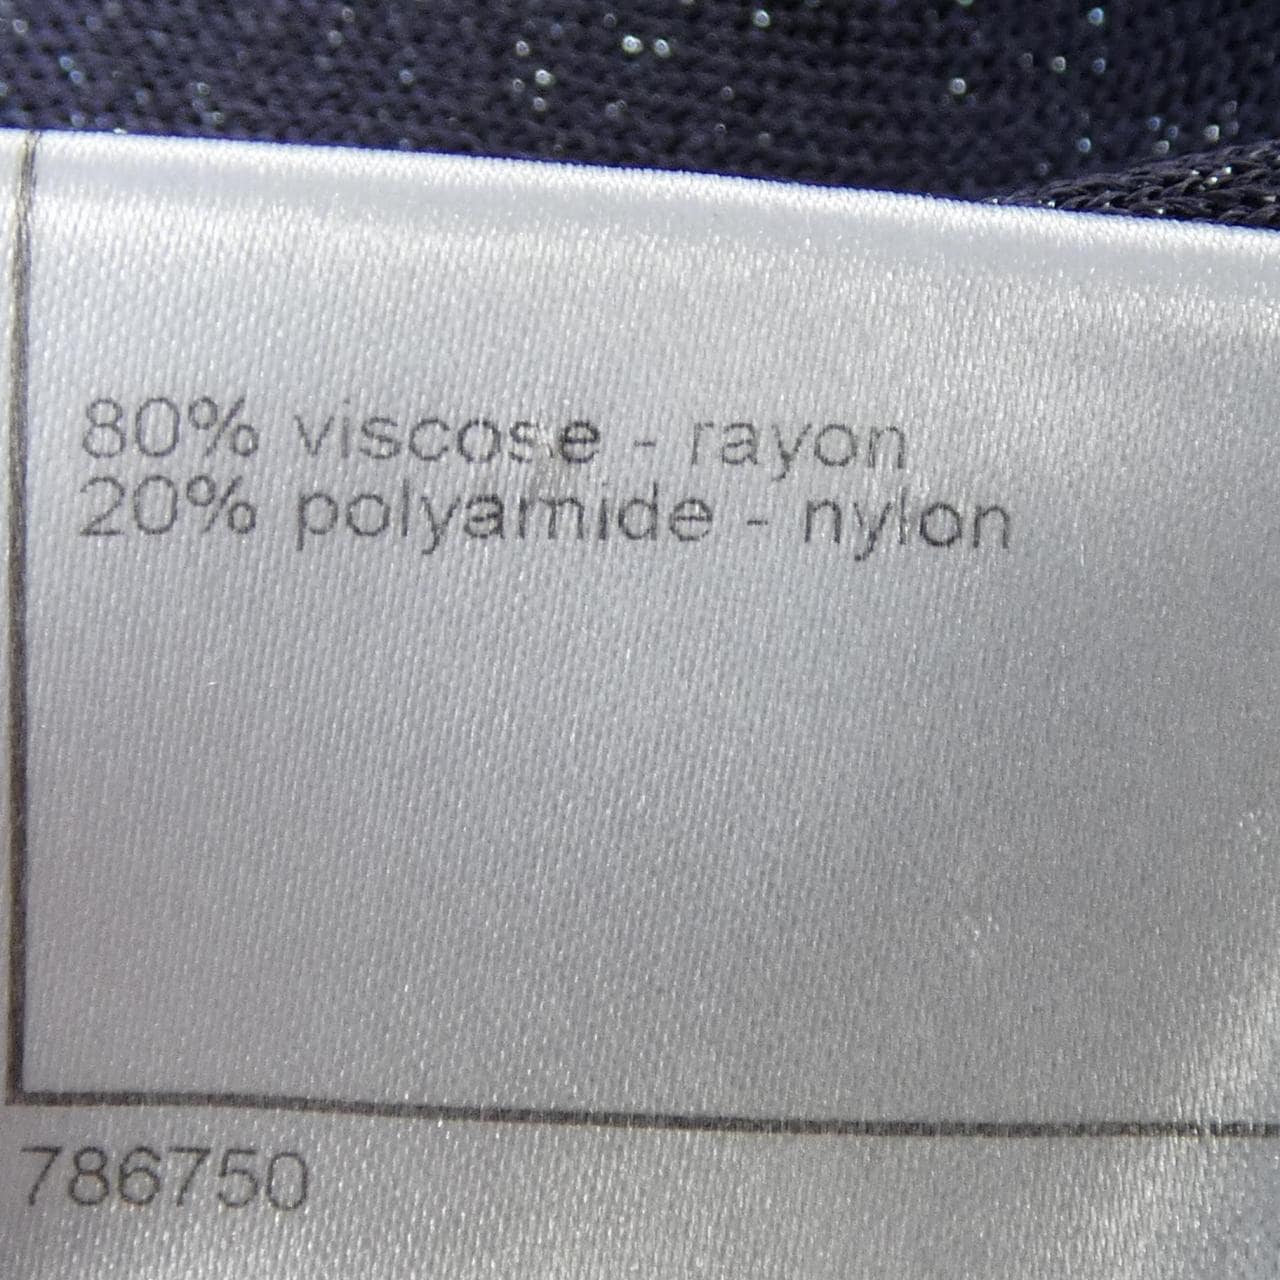 80% viscose - rayon
20% polyamide - nylon
786750